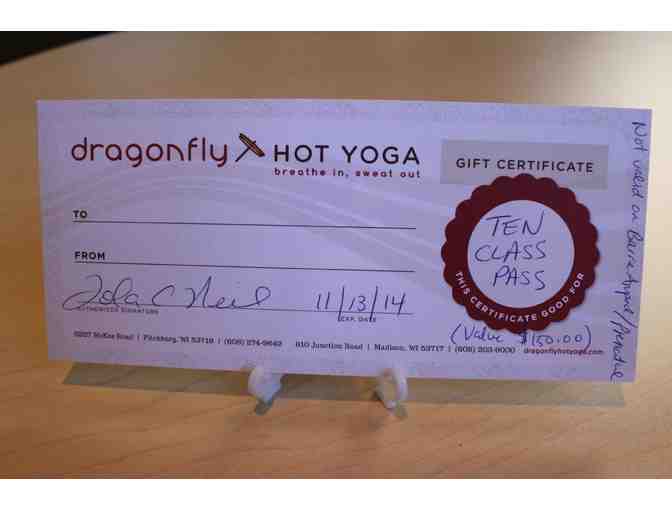 dragonfly HOT YOGA
breathe in, sweat out
GIFT CERTIFICATE
TO
FROM
TEN
CLASS
PASS
THIS CERTIFICATE GOOD FOR
(Value $150.00)
11/13/14
AUTHORIZED SIGNATURE
EXP. DATE
McKee Road | Fitchburg, WI 53719 | (608) 274-9642 610 Junction Road | Madison, WI 53717 | (608) 203-9000 dragonflyhotyoga.com
Not valid on Barre